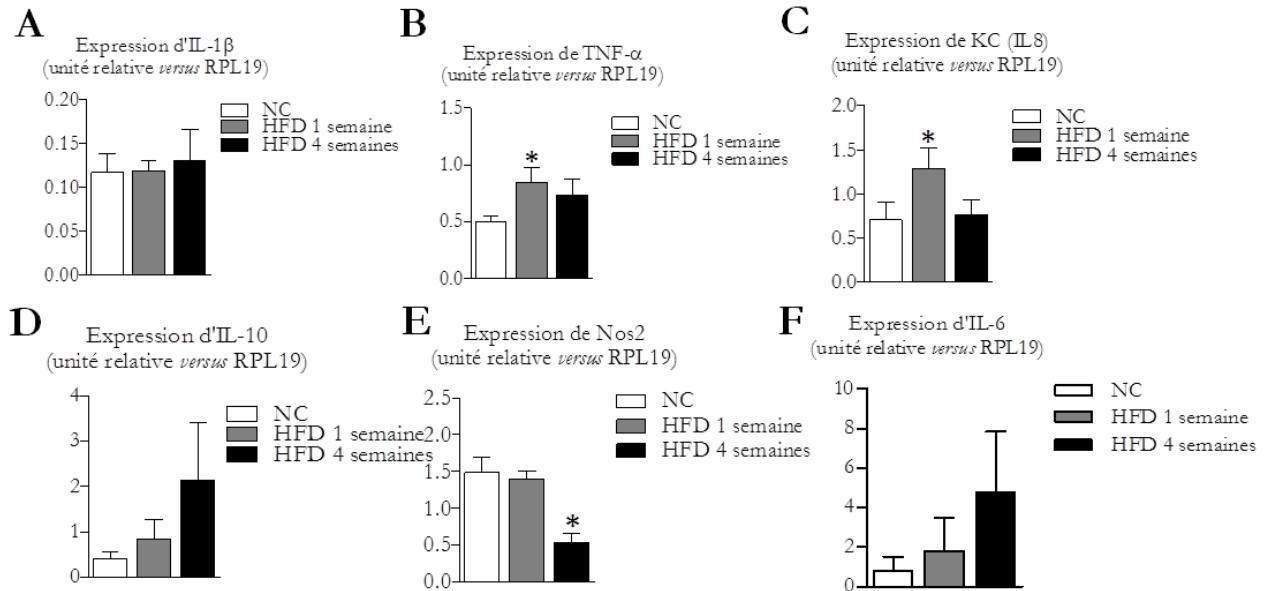 A
Expression d'IL-1β
(unité relative versus RPL19)
0.20
0.15
0.10
0.05
0.00
NC
HFD 1 semaine
HFD 4 semaines
B
Expression de TNF-α
(unité relative versus RPL19)
1.5
1.0
0.5
0.0
*
NC
HFD 1 semaine
HFD 4 semaines
C
Expression de KC (IL8)
(unité relative versus RPL19)
2.0
1.5
1.0
0.5
0.0
*
NC
HFD 1 semaine
HFD 4 semaines
D
Expression d'IL-10
(unité relative versus RPL19)
4
3
2
1
0
NC
HFD 1 semaine
HFD 4 semaines
E
Expression de Nos2
(unité relative versus RPL19)
2.5
2.0
1.5
1.0
0.5
0.0
*
NC
HFD 1 semaine
HFD 4 semaines
F
Expression d'IL-6
(unité relative versus RPL19)
10
8
6
4
2
0
NC
HFD 1 semaine
HFD 4 semaines